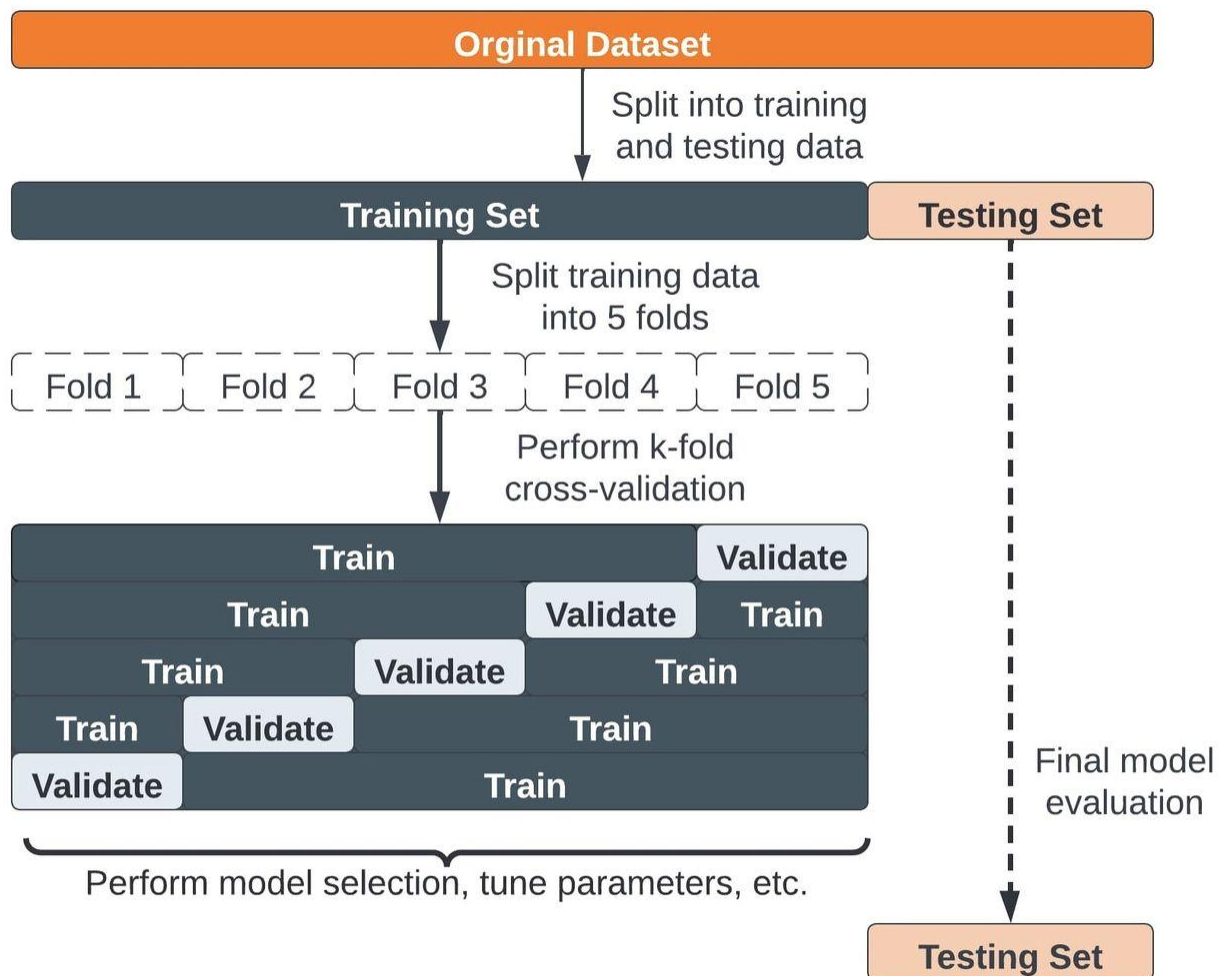 Orginal Dataset
Split into training
and testing data
Training Set
Testing Set
Split training data
into 5 folds
Fold 1
Fold 2
Fold 3
Fold 4
Fold 5
Perform k-fold
cross-validation
Train
Validate
Train
Validate
Train
Train
Validate
Train
Train
Validate
Train
Validate
Train
Final model
evaluation
Perform model selection, tune parameters, etc.
Testing Set